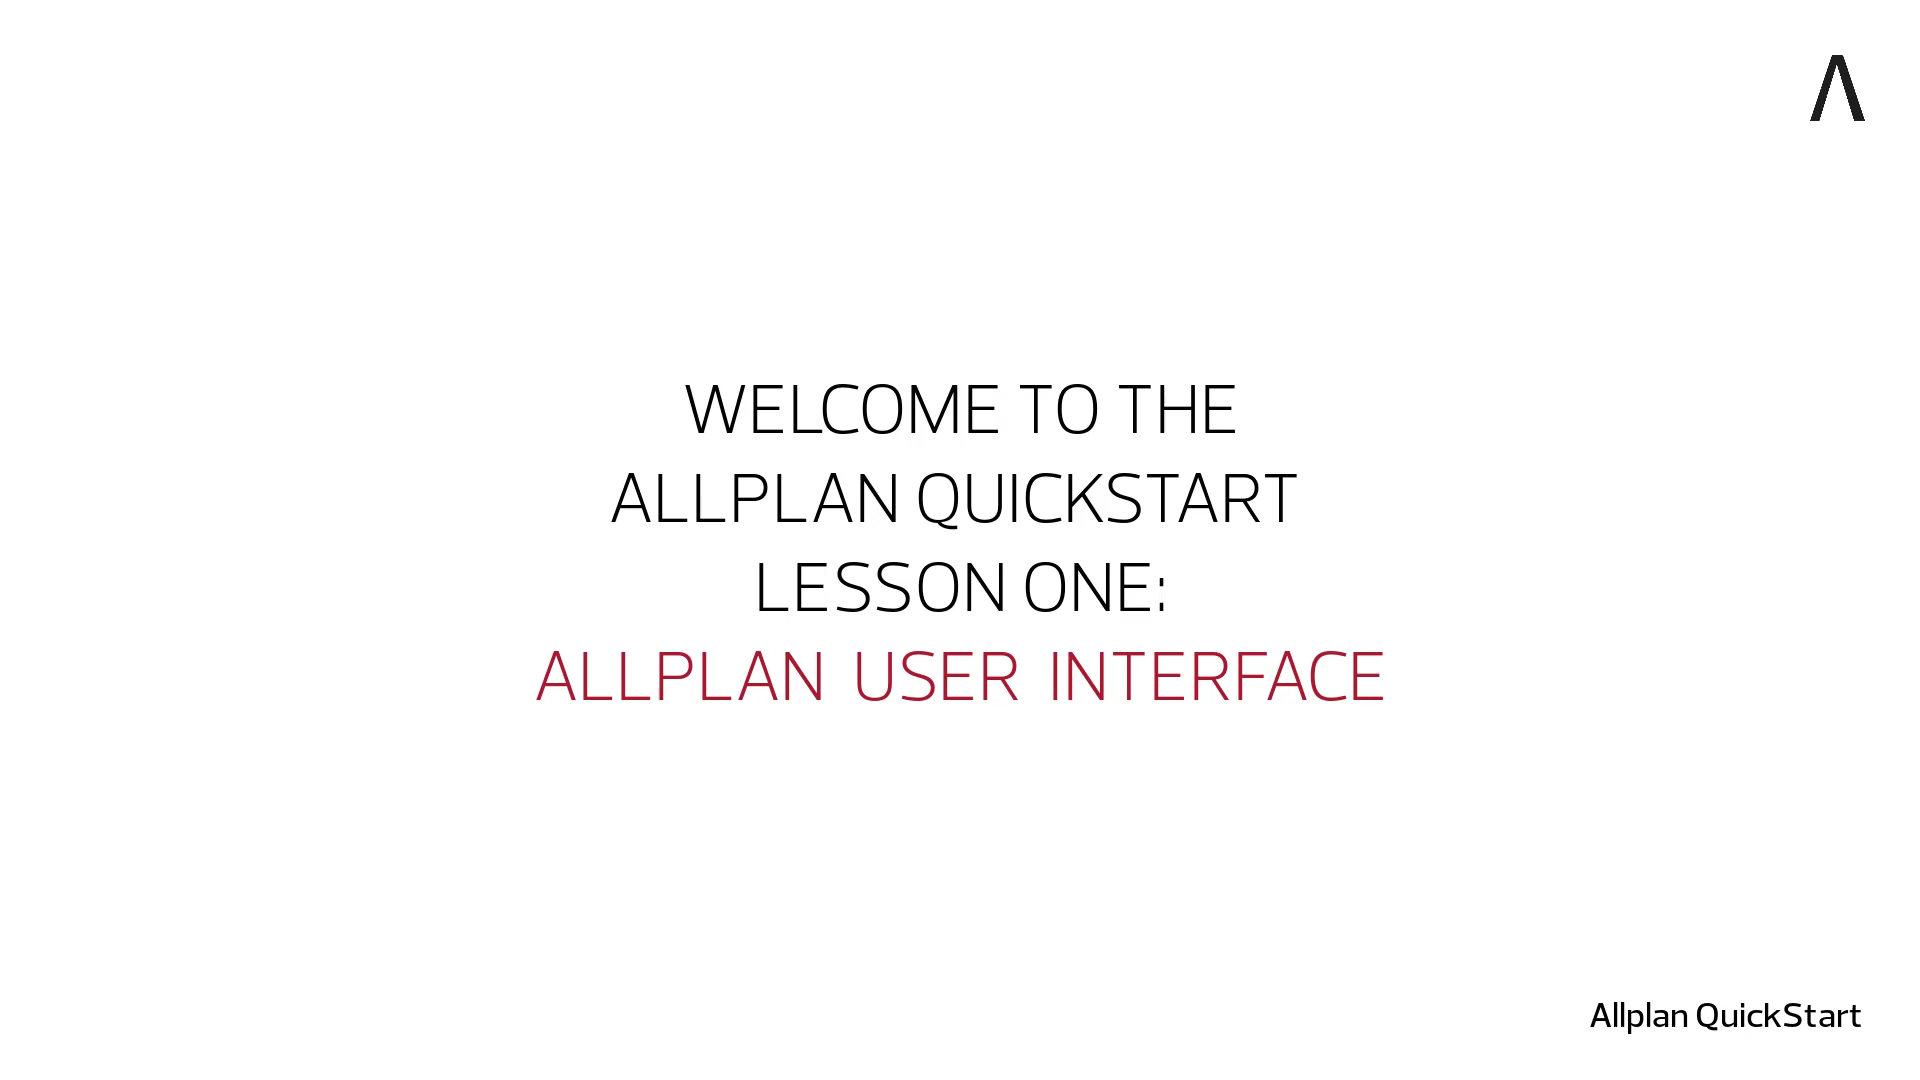 WELCOME TO THE
ALLPLAN QUICKSTART
LESSON ONE:
ALLPLAN USER INTERFACE
Allplan QuickStart